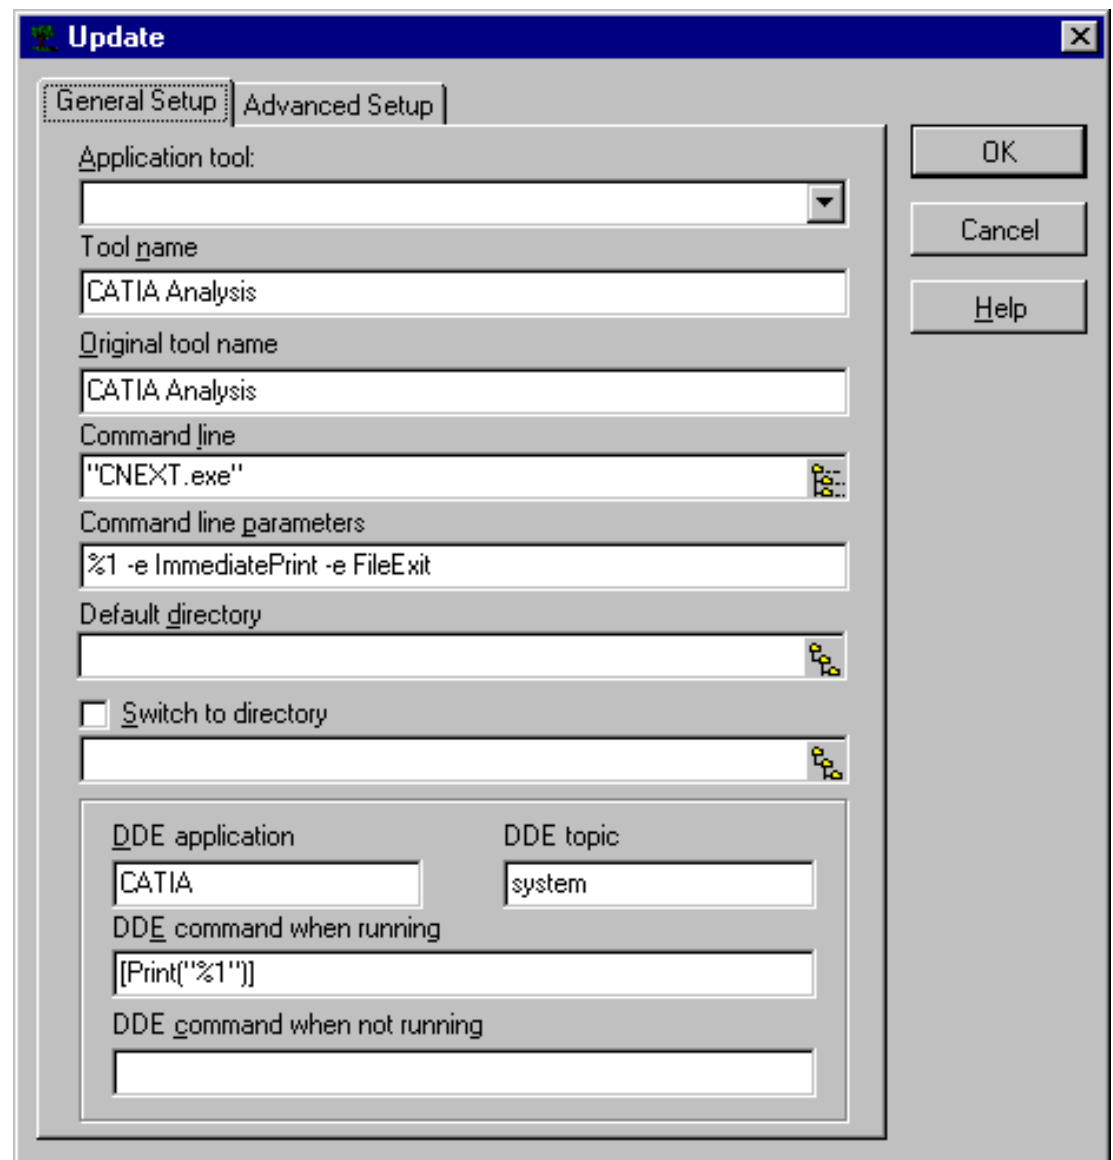 Update
General Setup
Advanced Setup
Application tool:
OK
Tool name
Cancel
CATIA Analysis
Help
Original tool name
CATIA Analysis
Command line
"CNEXT.exe"
Command line parameters
%1 -e ImmediatePrint -e FileExit
Default directory
Switch to directory
DDE application
DDE topic
CATIA
system
DDE command when running
[Print("%1")]
DDE command when not running